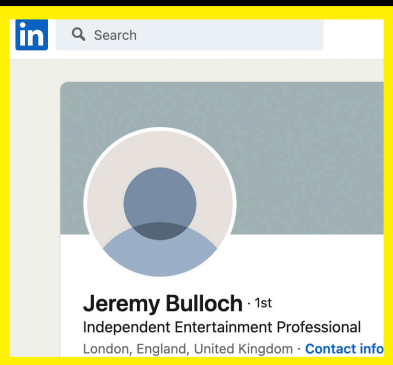 in
Search
Jeremy Bulloch · 1st
Independent Entertainment Professional
London, England, United Kingdom · Contact info